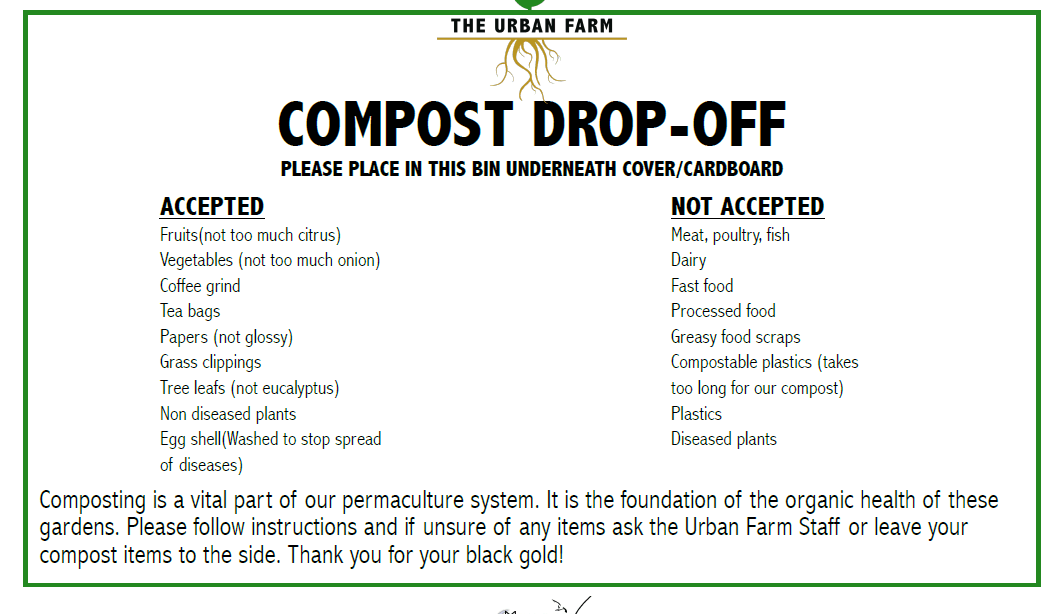 THE URBAN FARM
COMPOST DROP-OFF
PLEASE PLACE IN THIS BIN UNDERNEATH COVER/CARDBOARD
ACCEPTED
Fruits(not too much citrus)
Vegetables (not too much onion)
Coffee grind
Tea bags
Papers (not glossy)
Grass clippings
Tree leafs (not eucalyptus)
Non diseased plants
Egg shell(Washed to stop spread
of diseases)
NOT ACCEPTED
Meat, poultry, fish
Dairy
Fast food
Processed food
Greasy food scraps
Compostable plastics (takes
too long for our compost)
Plastics
Diseased plants
Composting is a vital part of our permaculture system. It is the foundation of the organic health of these
gardens. Please follow instructions and if unsure of any items ask the Urban Farm Staff or leave your
compost items to the side. Thank you for your black gold!